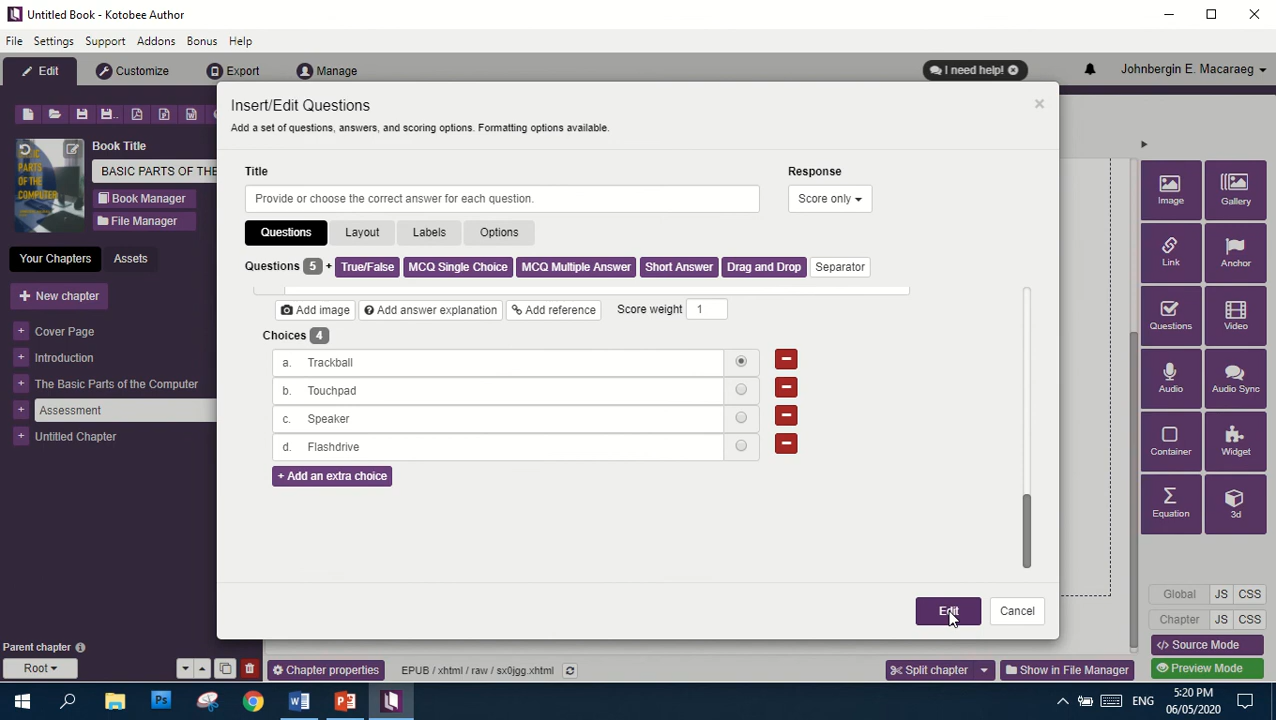 Untitled Book - Kotobee Author
File Settings Support Addons Bonus Help
Edit Customize Export Manage
I need help!
Johnbergin E. Macaraeg
Insert/Edit Questions
Add a set of questions, answers, and scoring options. Formatting options available.
Book Title
BASIC PARTS OF THE
BASIC
PARTS
OF THE
COMPUTER
Book Manager
File Manager
Your Chapters Assets
+ New chapter
+ Cover Page
+ Introduction
+ The Basic Parts of the Computer
+ Assessment
+ Untitled Chapter
Parent chapter
Root
Title
Response
Provide or choose the correct answer for each question.
Score only
Questions Layout Labels Options
Questions 5 + True/False MCQ Single Choice MCQ Multiple Answer Short Answer Drag and Drop Separator
Add image Add answer explanation Add reference Score weight 1
Choices 4
a. Trackball
b. Touchpad
c. Speaker
d. Flashdrive
+ Add an extra choice
Edit Cancel
Image Gallery
Link Anchor
Questions Video
Audio Audio Sync
Container Widget
Equation 3d
Global JS CSS
Chapter JS CSS
</> Source Mode
Preview Mode
Chapter properties EPUB / xhtml / raw / sx0jgg.xhtml Split chapter Show in File Manager
ENG
5:20 PM
06/05/2020